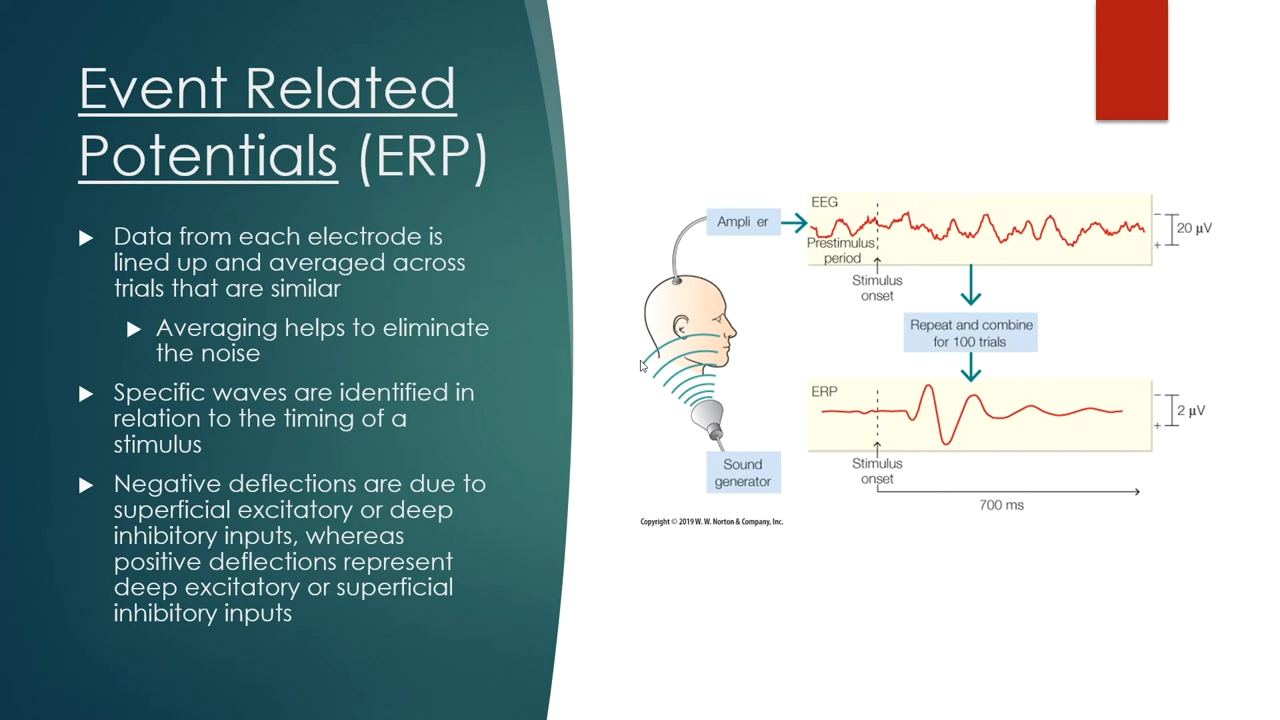 Event Related
Potentials (ERP)
Data from each electrode is
lined up and averaged across
trials that are similar
Averaging helps to eliminate
the noise
Specific waves are identified in
relation to the timing of a
stimulus
Negative deflections are due to
superficial excitatory or deep
inhibitory inputs, whereas
positive deflections represent
deep excitatory or superficial
inhibitory inputs
Ampli er
EEG
Prestimulus
period
Stimulus
onset
–
+
20 µV
Repeat and combine
for 100 trials
ERP
Stimulus
onset
–
+
2 µV
700 ms
Sound
generator
Copyright © 2019 W. W. Norton & Company, Inc.